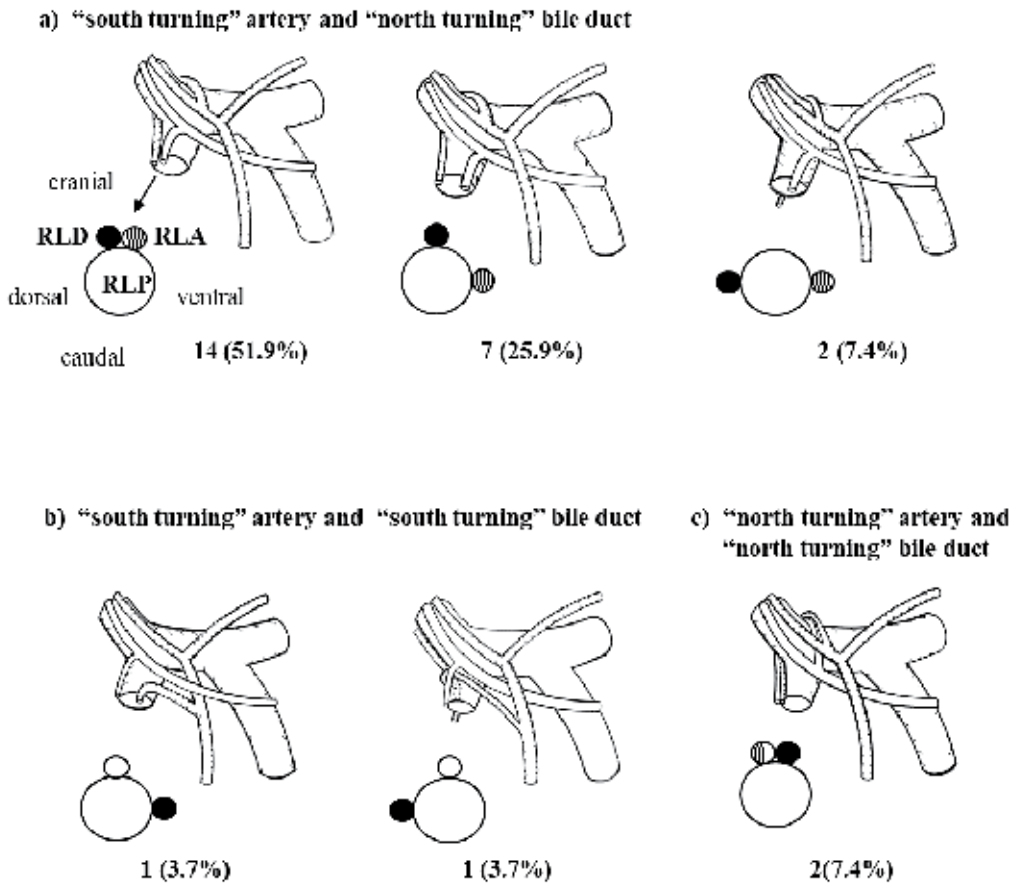 a) “south turning” artery and “north turning” bile duct
cranial
RLD RLA
RLP
dorsal ventral
caudal
14 (51.9%) 7 (25.9%) 2 (7.4%)
b) “south turning” artery and “south turning” bile duct
c) “north turning” artery and
“north turning” bile duct
1 (3.7%) 1 (3.7%) 2(7.4%)